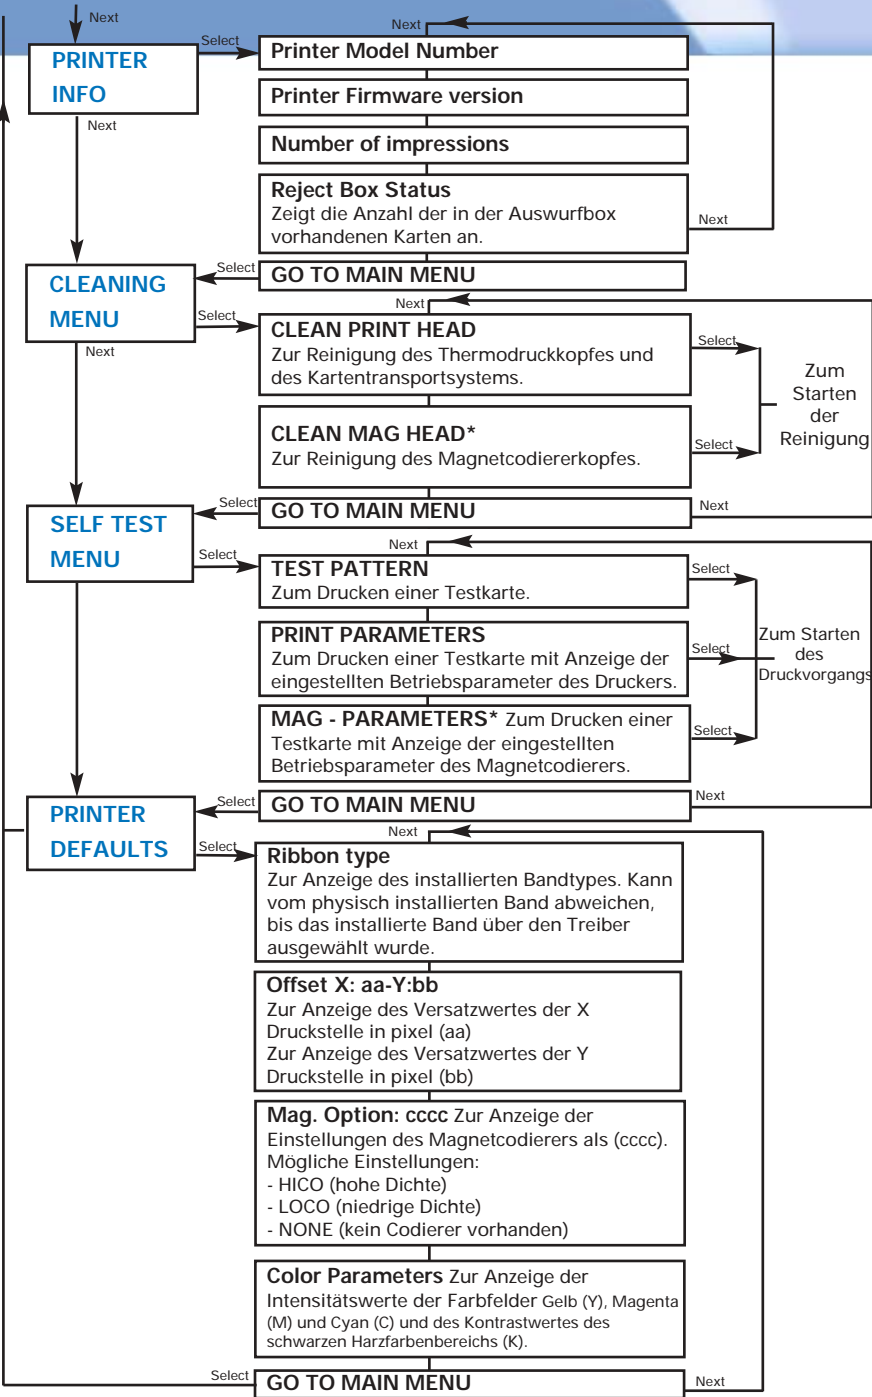 Next
Next
Select
PRINTER
INFO
Printer Model Number
Printer Firmware version
Next
Number of impressions
Reject Box Status
Zeigt die Anzahl der in der Auswurfbox
vorhandenen Karten an.
Next
Select
GO TO MAIN MENU
CLEANING
MENU
Next
Select
CLEAN PRINT HEAD
Zur Reinigung des Thermodruckkopfes und
des Kartentransportsystems.
Select
Next
Zum
Starten
der
Reinigung
CLEAN MAG HEAD*
Zur Reinigung des Magnetcodiererkopfes.
Select
Select
GO TO MAIN MENU
Next
SELF TEST
MENU
Next
Select
TEST PATTERN
Zum Drucken einer Testkarte.
Select
PRINT PARAMETERS
Zum Drucken einer Testkarte mit Anzeige der
eingestellten Betriebsparameter des Druckers.
Select
Zum Starten
des
Druckvorgangs
MAG - PARAMETERS* Zum Drucken einer
Testkarte mit Anzeige der eingestellten
Betriebsparameter des Magnetcodierers.
Select
Select
GO TO MAIN MENU
Next
PRINTER
DEFAULTS
Next
Select
Ribbon type
Zur Anzeige des installierten Bandtypes. Kann
vom physisch installierten Band abweichen,
bis das installierte Band über den Treiber
ausgewählt wurde.
Offset X: aa-Y:bb
Zur Anzeige des Versatzwertes der X
Druckstelle in pixel (aa)
Zur Anzeige des Versatzwertes der Y
Druckstelle in pixel (bb)
Mag. Option: cccc Zur Anzeige der
Einstellungen des Magnetcodierers als (cccc).
Mögliche Einstellungen:
- HICO (hohe Dichte)
- LOCO (niedrige Dichte)
- NONE (kein Codierer vorhanden)
Color Parameters Zur Anzeige der
Intensitätswerte der Farbfelder Gelb (Y), Magenta
(M) und Cyan (C) und des Kontrastwertes des
schwarzen Harzfarbenbereichs (K).
Select
GO TO MAIN MENU
Next